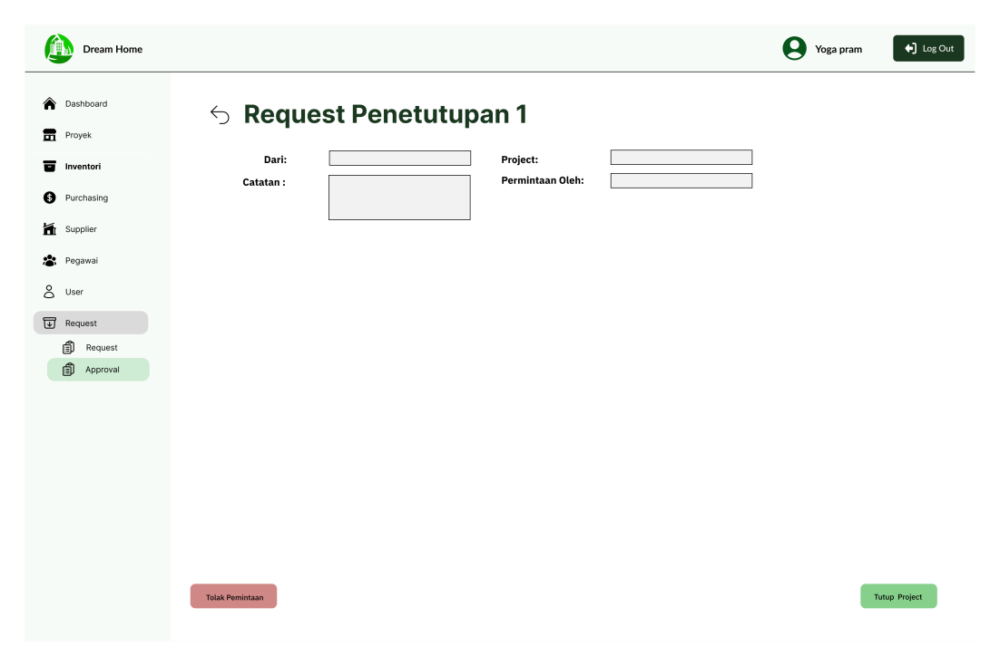 Dream Home
Yoga pram
Log Out
Dashboard
Proyek
Inventori
Purchasing
Supplier
Pegawai
User
Request
Request
Approval
Request Penetutupan 1
Dari:
Project:
Catatan :
Permintaan Oleh:
Tolak Pemintaan
Tutup Project